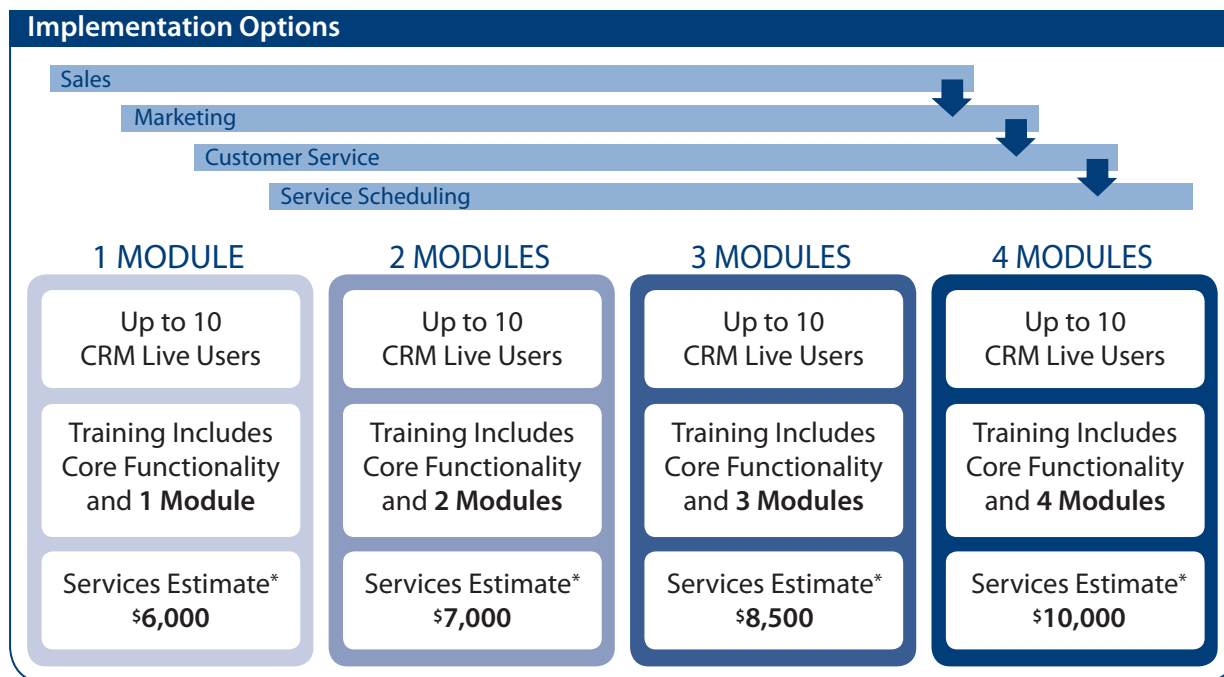 Implementation Options
Sales
Marketing
Customer Service
Service Scheduling
1 MODULE
Up to 10
CRM Live Users
Training Includes
Core Functionality
and 1 Module
Services Estimate*
$6,000
2 MODULES
Up to 10
CRM Live Users
Training Includes
Core Functionality
and 2 Modules
Services Estimate*
$7,000
3 MODULES
Up to 10
CRM Live Users
Training Includes
Core Functionality
and 3 Modules
Services Estimate*
$8,500
4 MODULES
Up to 10
CRM Live Users
Training Includes
Core Functionality
and 4 Modules
Services Estimate*
$10,000